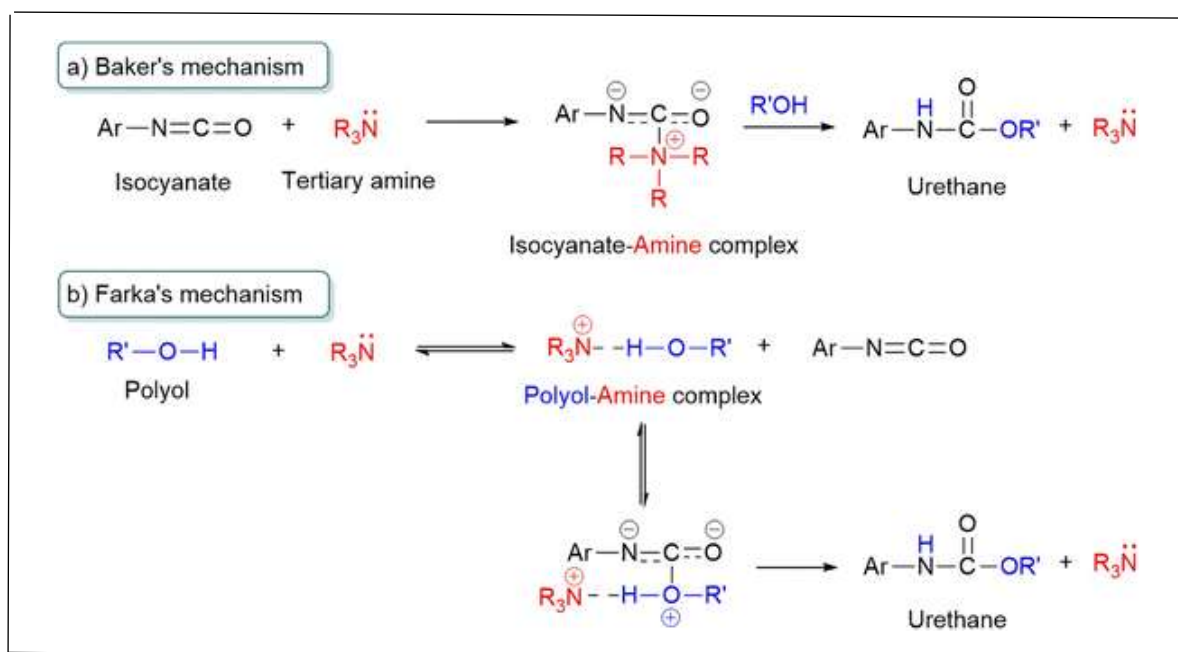 a) Baker's mechanism
Ar—N=C=O + R₃N̈ Ar—N—C—O R'OH Ar—N—C—OR' + R₃N̈
⊖ ⊖ H O
R—N—R
⊕
R
Isocyanate Tertiary amine Urethane
Isocyanate-Amine complex
b) Farka's mechanism
R'—O—H + R₃N̈ R₃N--H—O—R' + Ar—N=C=O
⊕
Polyol Polyol-Amine complex
⊖ ⊖ H O
Ar—N—C—O Ar—N—C—OR' + R₃N̈
⊕
R₃N--H—O—R'
⊕
Urethane